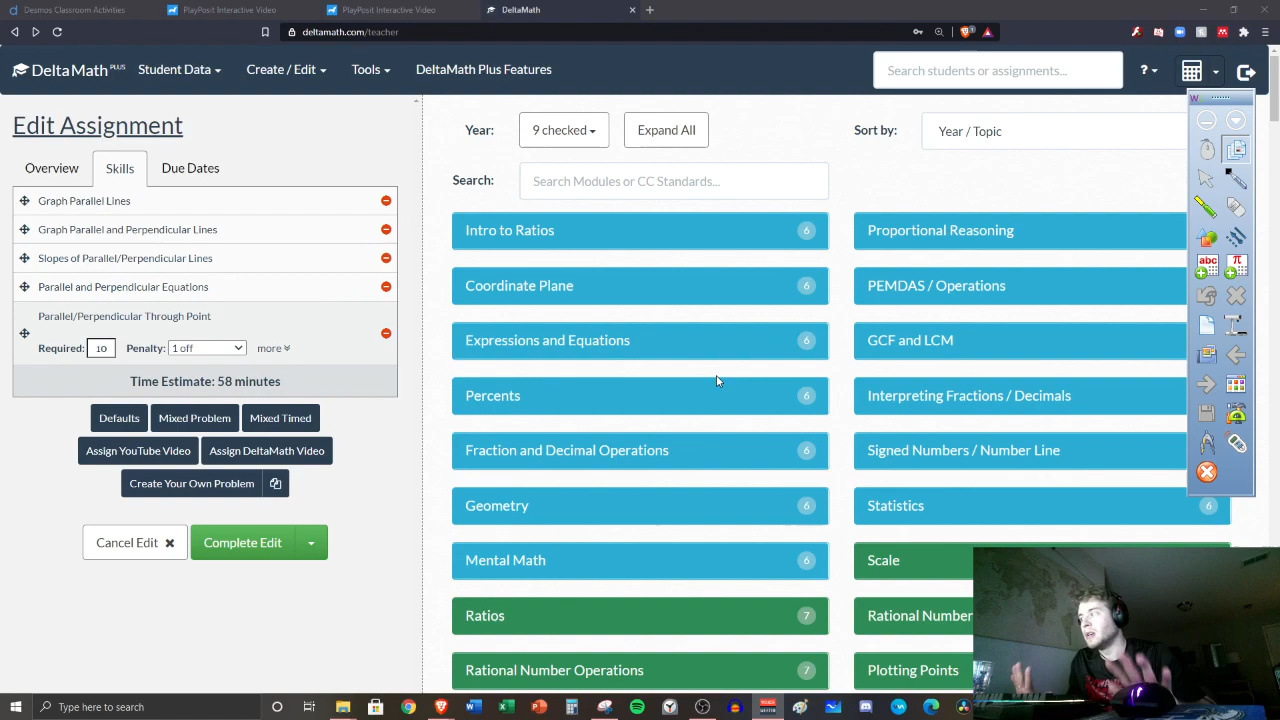 Desmos Classroom Activities
PlayPosit Interactive Video
PlayPosit Interactive Video
DeltaMath
deltamath.com/teacher
DeltaMath PLUS
Student Data
Create / Edit
Tools
DeltaMath Plus Features
Search students or assignments...
?
Edit Assignment
Overview
Skills
Due Dates
Graph Parallel Lines
Graph Parallel and Perpendicular Lines
Slopes of Parallel/Perpendicular Lines
Parallel and Perpendicular Equations
Parallel/Perpendicular Through Point
Required: 10 Penalty: 1 off more
Time Estimate: 58 minutes
Defaults
Mixed Problem
Mixed Timed
Assign YouTube Video
Assign DeltaMath Video
Create Your Own Problem
Cancel Edit
Complete Edit
Year: 9 checked Expand All
Sort by: Year / Topic
Search: Search Modules or CC Standards...
Intro to Ratios 6
Proportional Reasoning
Coordinate Plane 6
PEMDAS / Operations
Expressions and Equations 6
GCF and LCM
Percents 6
Interpreting Fractions / Decimals
Fraction and Decimal Operations 6
Signed Numbers / Number Line
Geometry 6
Statistics 6
Mental Math 6
Scale
Ratios 7
Rational Number
Rational Number Operations 7
Plotting Points
W
abc
π
Type here to search